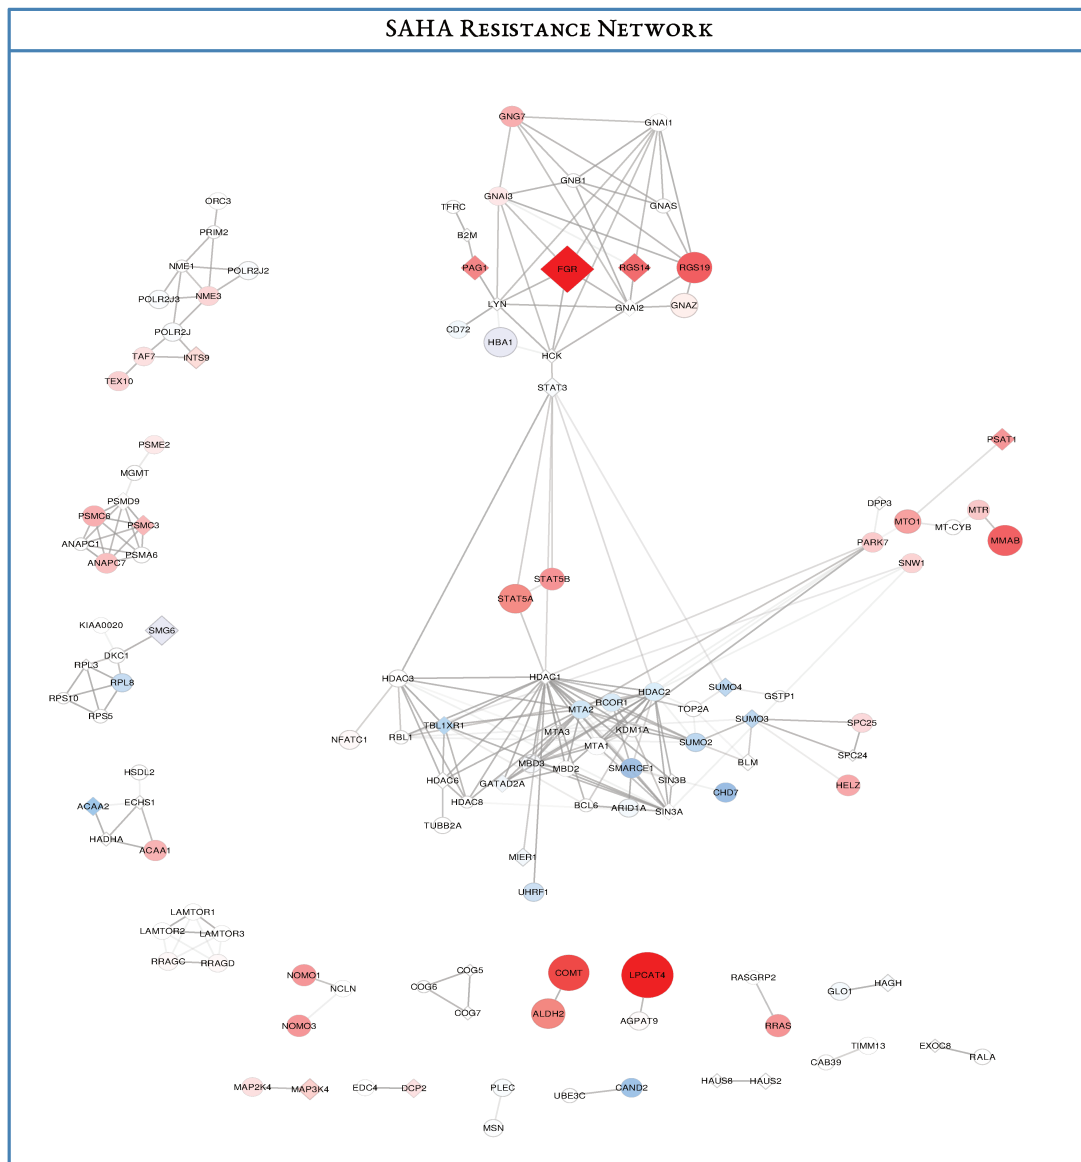 SAHA Resistance Network
GNG7
GNAI1
GNB1
GNAI3
GNAS
TFRC
B2M
PAG1
FGR
RGS14
RGS19
LYN
GNAI2
GNAZ
CD72
HBA1
HCK
STAT3
ORC3
PRIM2
NME1
POLR2J2
POLR2J3
NME3
POLR2J
TAF7
INTS9
TEX10
PSME2
MGMT
PSMD9
PSMC6
PSMC3
ANAPC1
PSMA6
ANAPC7
PSAT1
DPP3
MTO1
MT-CYB
MTR
PARK7
MMAB
SNW1
STAT5B
STAT5A
KIAA0020
SMG6
DKC1
RPL3
RPL8
RPS10
RPS5
HDAC3
HDAC1
HDAC2
SUMO4
GSTP1
RCOR1
MTA2
TOP2A
TBL1XR1
SUMO3
SPC25
NFATC1
RBL1
MTA3
KDM1A
SUMO2
MTA1
SPC24
MBD3
MBD2
SMARCE1
BLM
HDAC6
GATAD2A
SIN3B
HELZ
CHD7
HDAC8
BCL6
ARID1A
SIN3A
TUBB2A
MIER1
UHRF1
HSDL2
ACAA2
ECHS1
HADHA
ACAA1
LAMTOR1
LAMTOR2
LAMTOR3
RRAGC
RRAGD
NOMO1
NCLN
NOMO3
COG5
COG6
COG7
COMT
ALDH2
LPCAT4
AGPAT9
RASGRP2
RRAS
GLO1
HAGH
TIMM13
CAB39
EXOC8
RALA
MAP2K4
MAP3K4
EDC4
DCP2
PLEC
MSN
UBE3C
CAND2
HAUS8
HAUS2